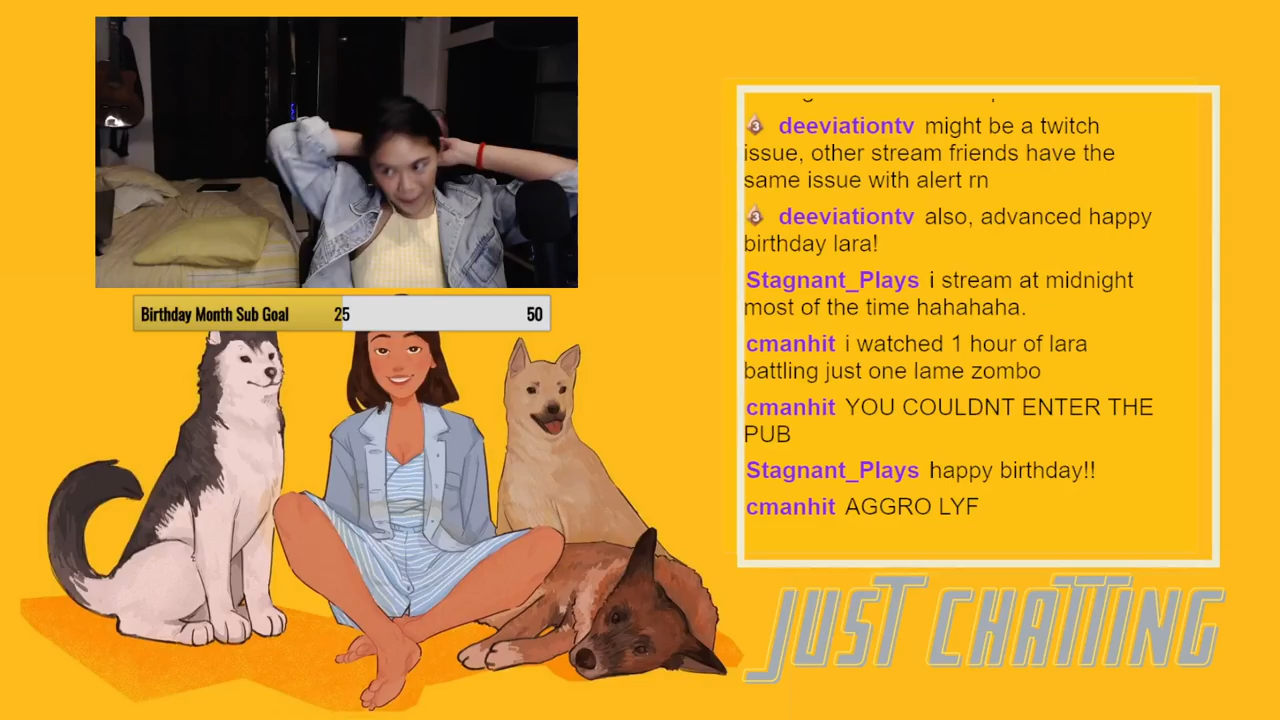 Birthday Month Sub Goal 25 50
deeviationtv might be a twitch
issue, other stream friends have the
same issue with alert rn
deeviationtv also, advanced happy
birthday lara!
Stagnant_Plays i stream at midnight
most of the time hahahaha.
cmanhit i watched 1 hour of lara
battling just one lame zombo
cmanhit YOU COULDNT ENTER THE
PUB
Stagnant_Plays happy birthday!!
cmanhit AGGRO LYF
JUST CHATTING